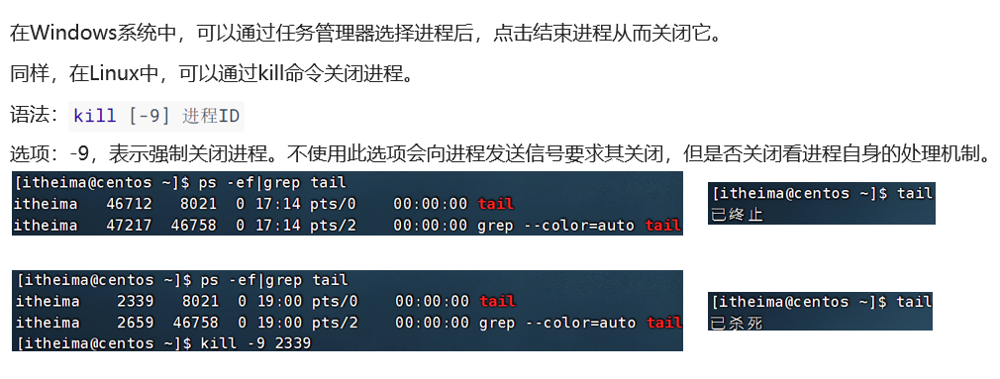 在Windows系统中，可以通过任务管理器选择进程后，点击结束进程从而关闭它。
同样，在Linux中，可以通过kill命令关闭进程。
语法：kill [-9] 进程ID
选项：-9，表示强制关闭进程。不使用此选项会向进程发送信号要求其关闭，但是否关闭看进程自身的处理机制。
[itheima@centos ~]$ ps -ef|grep tail
itheima   46712   8021  0 17:14 pts/0    00:00:00 tail
itheima   47217  46758  0 17:14 pts/2    00:00:00 grep --color=auto tail
[itheima@centos ~]$ tail
已终止
[itheima@centos ~]$ ps -ef|grep tail
itheima    2339   8021  0 19:00 pts/0    00:00:00 tail
itheima    2659  46758  0 19:00 pts/2    00:00:00 grep --color=auto tail
[itheima@centos ~]$ kill -9 2339
[itheima@centos ~]$ tail
已杀死